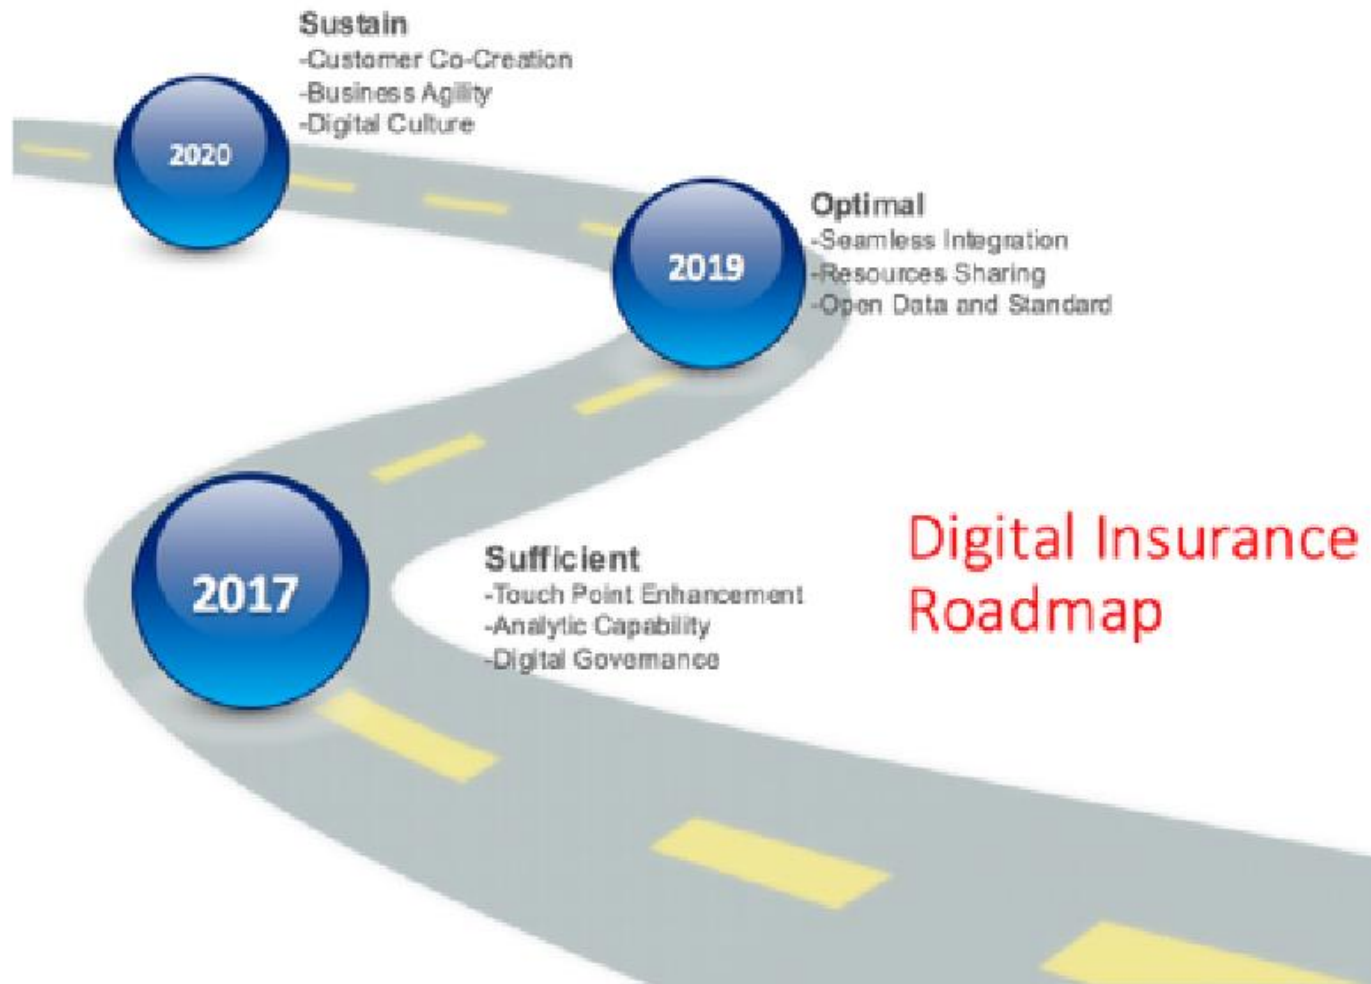 Sustain
-Customer Co-Creation
-Business Agility
-Digital Culture
2020
Optimal
-Seamless Integration
-Resources Sharing
-Open Data and Standard
2019
Sufficient
-Touch Point Enhancement
-Analytic Capability
-Digital Governance
2017
Digital Insurance
Roadmap